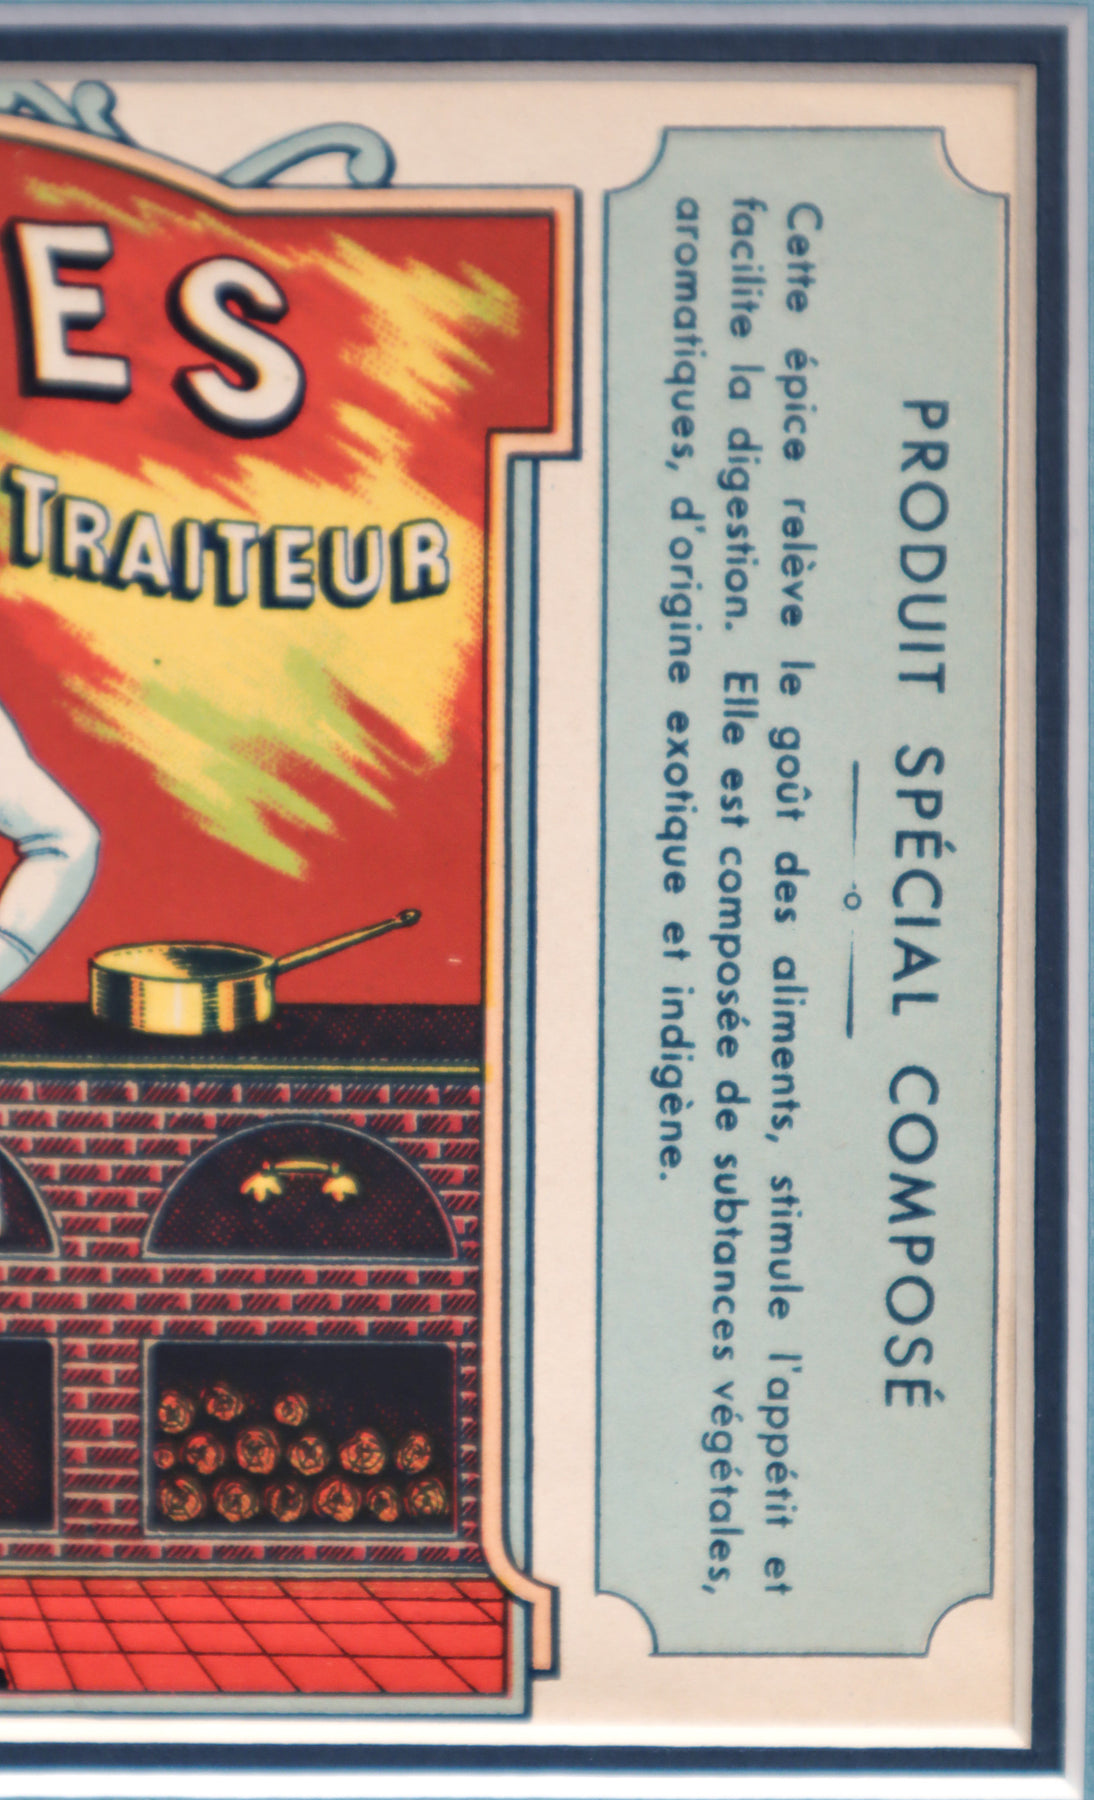 ES
TRAITEUR
PRODUIT SPÉCIAL COMPOSÉ
Cette épice relève le goût des aliments, stimule l'appétit et
facilite la digestion. Elle est composée de subtances végétales,
aromatiques, d'origine exotique et indigène.